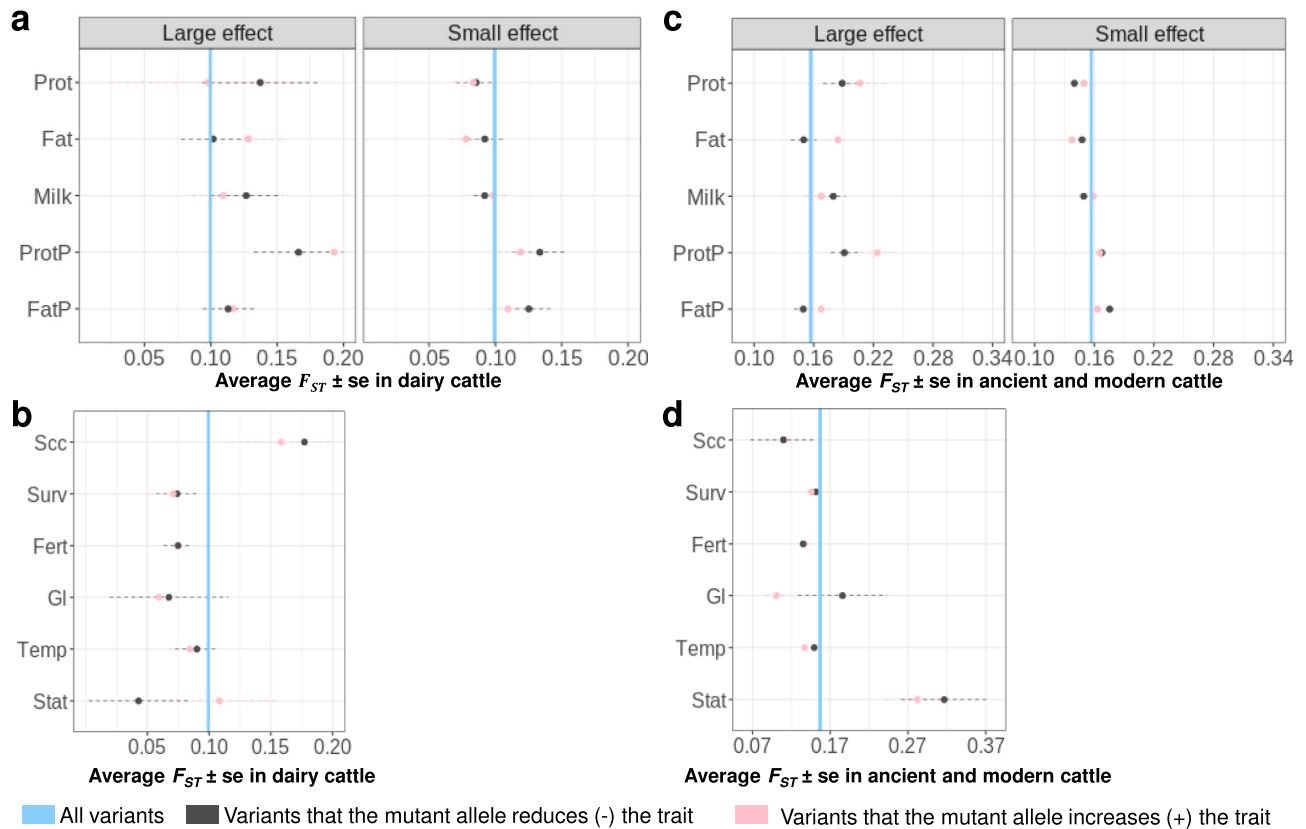 a
Large effect
Small effect
Prot
Fat
Milk
ProtP
FatP
0.05 0.10 0.15 0.20 0.05 0.10 0.15 0.20
Average FST ± se in dairy cattle
c
Large effect
Small effect
Prot
Fat
Milk
ProtP
FatP
0.10 0.16 0.22 0.28 0.34 0.10 0.16 0.22 0.28 0.34
Average FST ± se in ancient and modern cattle
b
Scc
Surv
Fert
Gl
Temp
Stat
0.05 0.10 0.15 0.20
Average FST ± se in dairy cattle
d
Scc
Surv
Fert
Gl
Temp
Stat
0.07 0.17 0.27 0.37
Average FST ± se in ancient and modern cattle
All variants
Variants that the mutant allele reduces (-) the trait
Variants that the mutant allele increases (+) the trait